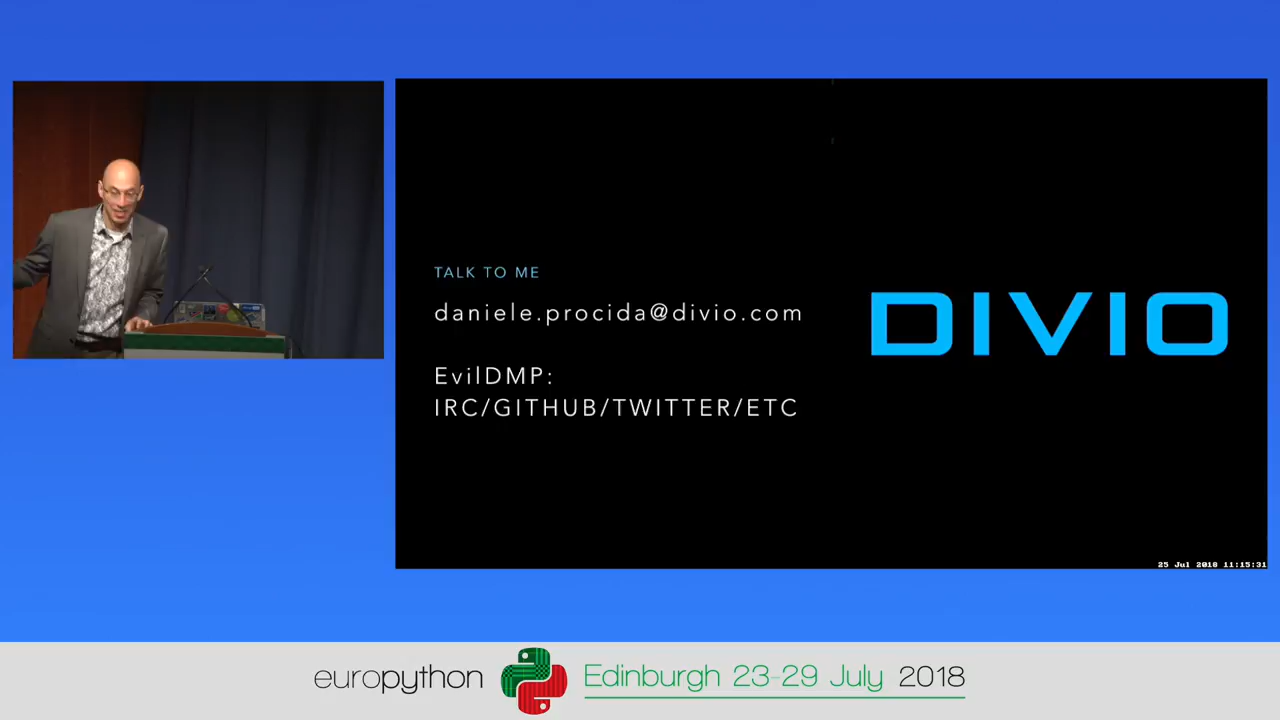 TALK TO ME
daniele.procida@divio.com
EvilDMP:
IRC/GITHUB/TWITTER/ETC
DIVIO
25 Jul 2018 11:15:31
europython Edinburgh 23-29 July 2018